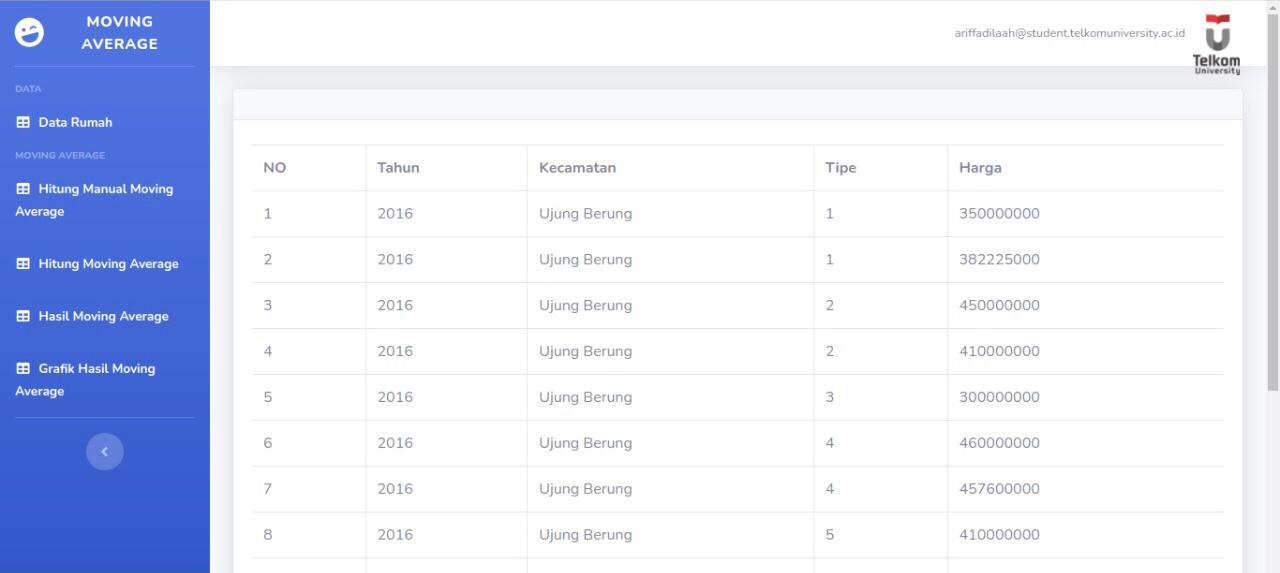 MOVING
AVERAGE
ariffadilaah@student.telkomuniversity.ac.id
Telkom
University
DATA
Data Rumah
MOVING AVERAGE
Hitung Manual Moving
Average
Hitung Moving Average
Hasil Moving Average
Grafik Hasil Moving
Average
NO Tahun Kecamatan Tipe Harga
1 2016 Ujung Berung 1 350000000
2 2016 Ujung Berung 1 382225000
3 2016 Ujung Berung 2 450000000
4 2016 Ujung Berung 2 410000000
5 2016 Ujung Berung 3 300000000
6 2016 Ujung Berung 4 460000000
7 2016 Ujung Berung 4 457600000
8 2016 Ujung Berung 5 410000000